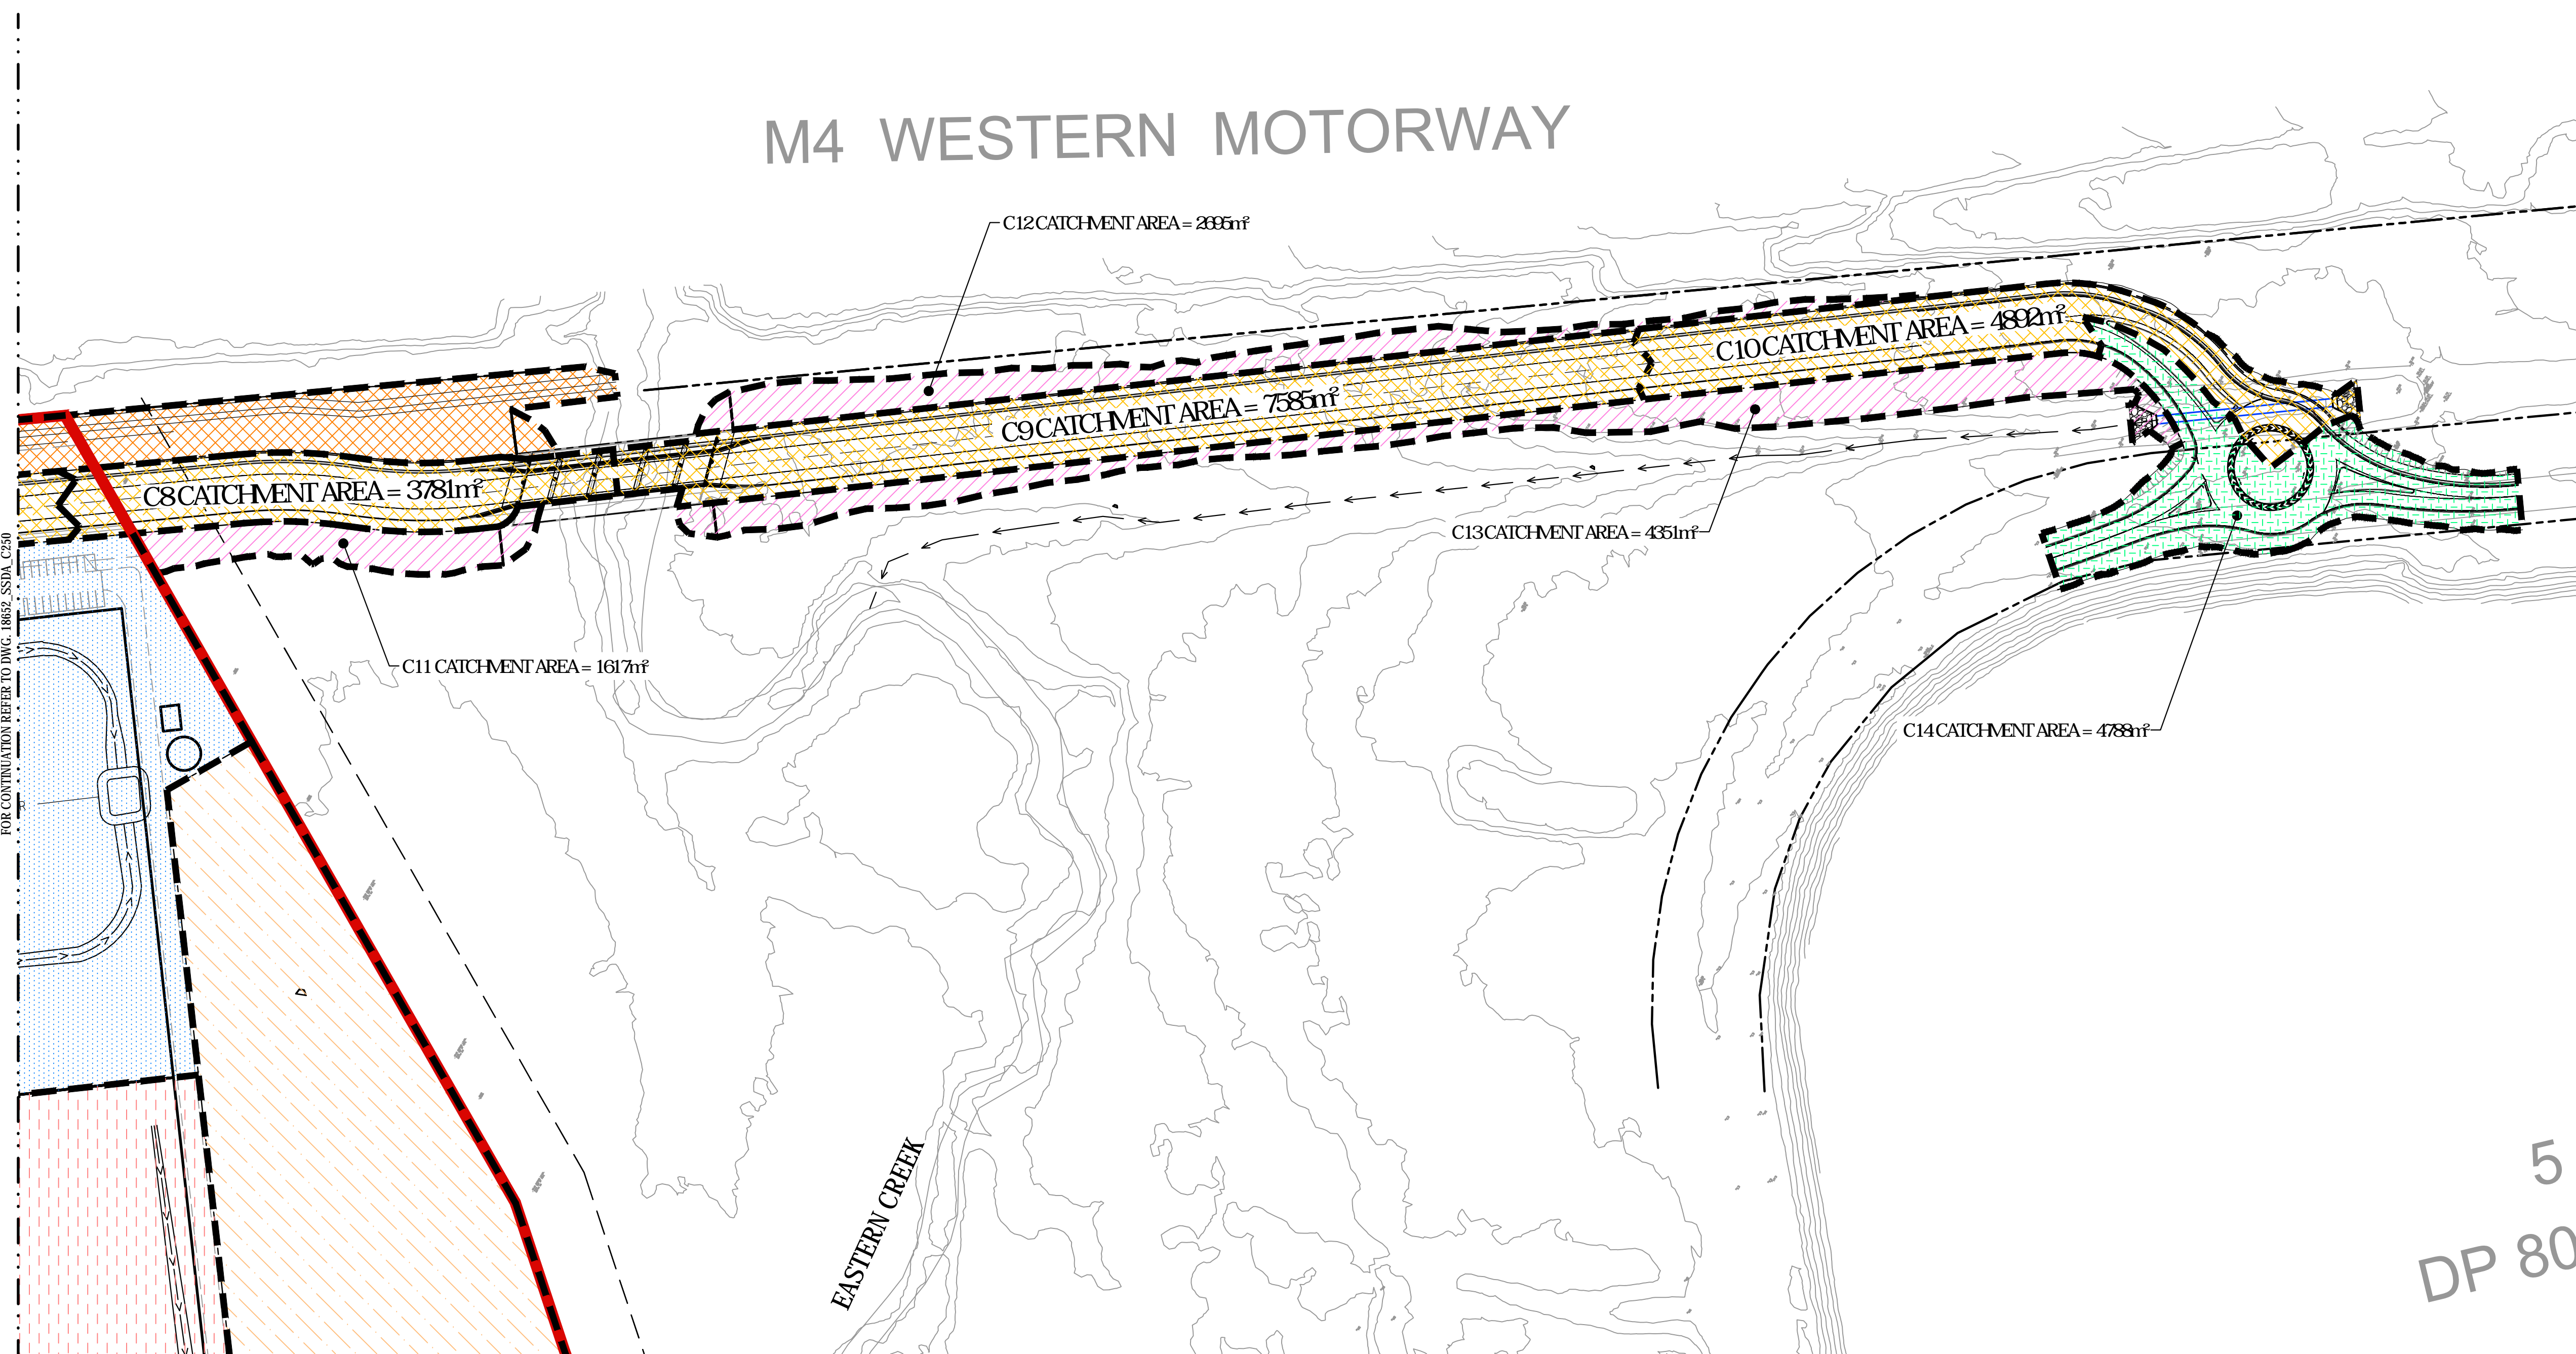 M4 WESTERN MOTORWAY
C12 CATCHMENT AREA = 2695m²
C10 CATCHMENT AREA = 4892m²
C9 CATCHMENT AREA = 7585m²
C8 CATCHMENT AREA = 3781m²
C13 CATCHMENT AREA = 4351m²
C11 CATCHMENT AREA = 1617m²
C14 CATCHMENT AREA = 4788m²
FOR CONTINUATION REFER TO DWG. 18652_SSDA_C250
EASTERN CREEK
5
DP 80